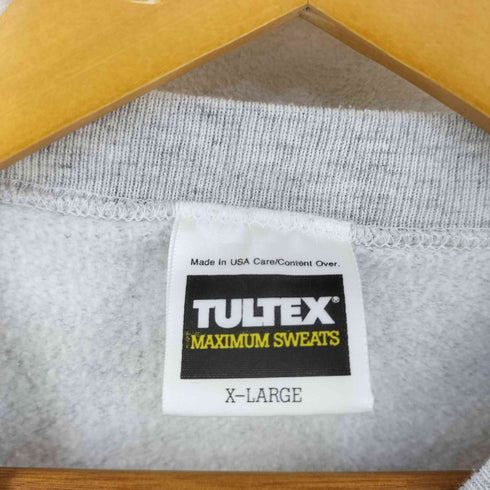 Made in USA Care/Content Over.
TULTEX®
MAXIMUM SWEATS
X-LARGE